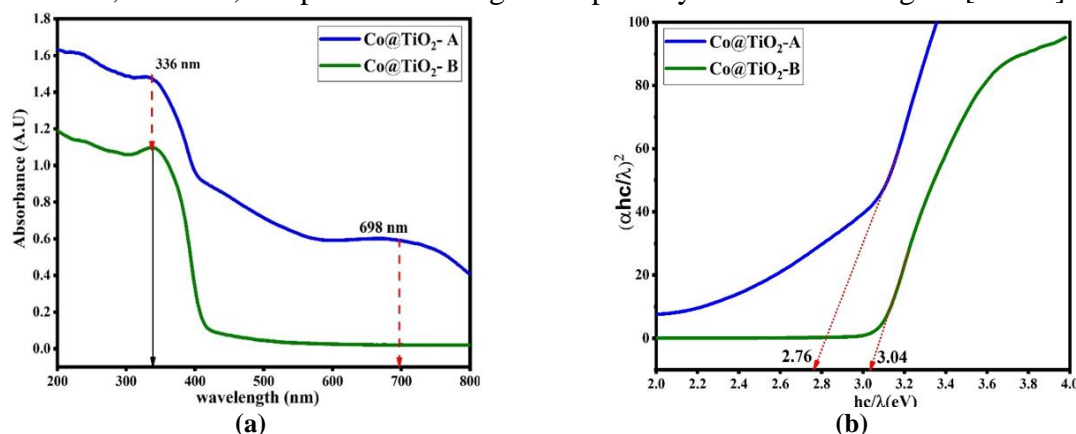 Co@TiO₂- A
Co@TiO₂- B
336 nm
698 nm
Absorbance (A.U)
1.8
1.6
1.4
1.2
1.0
0.8
0.6
0.4
0.2
0.0
200 300 400 500 600 700 800
wavelength (nm)
(a)
Co@TiO₂-A
Co@TiO₂-B
(αhc/λ)²
100
80
60
40
20
0
2.76
3.04
2.0 2.2 2.4 2.6 2.8 3.0 3.2 3.4 3.6 3.8 4.0
hc/λ(eV)
(b)